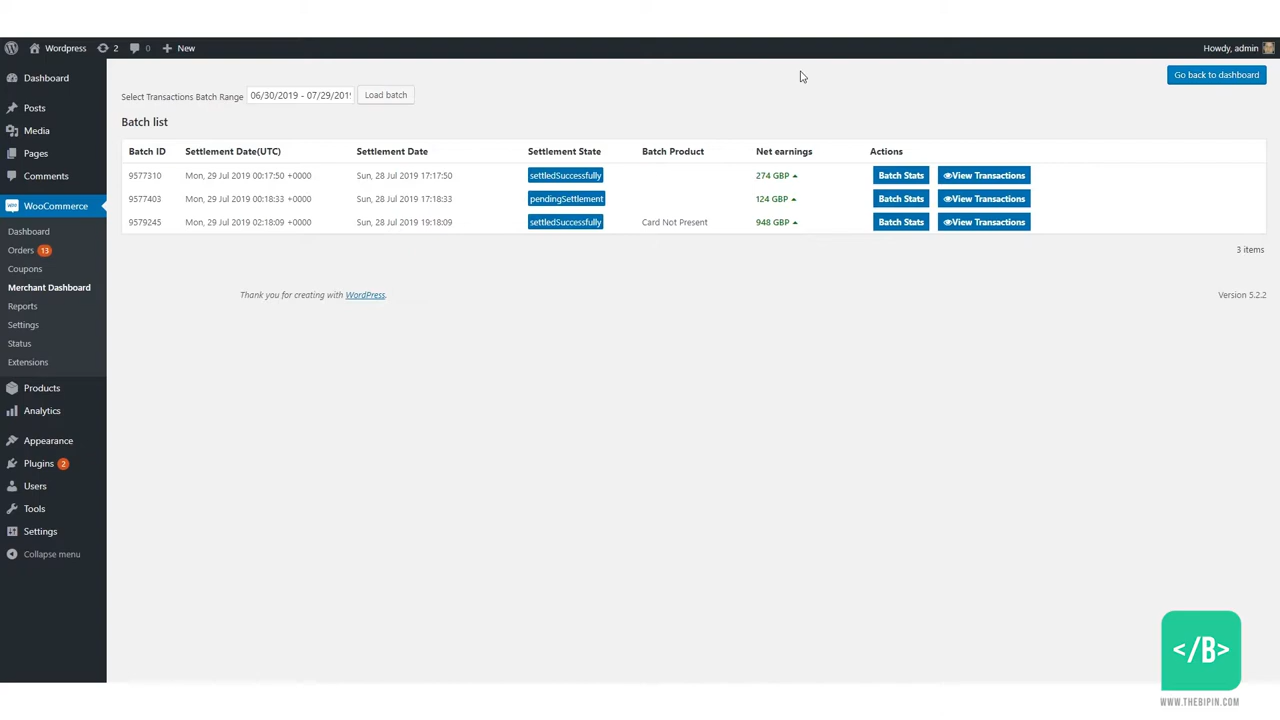 Wordpress 2 0 New Howdy, admin
Dashboard
Posts
Media
Pages
Comments
WooCommerce
Dashboard
Orders 13
Coupons
Merchant Dashboard
Reports
Settings
Status
Extensions
Products
Analytics
Appearance
Plugins 2
Users
Tools
Settings
Collapse menu
Go back to dashboard
Select Transactions Batch Range 06/30/2019 - 07/29/201 Load batch
Batch list
Batch ID Settlement Date(UTC) Settlement Date Settlement State Batch Product Net earnings Actions
9577310 Mon, 29 Jul 2019 00:17:50 +0000 Sun, 28 Jul 2019 17:17:50 settledSuccessfully 274 GBP Batch Stats View Transactions
9577403 Mon, 29 Jul 2019 00:18:33 +0000 Sun, 28 Jul 2019 17:18:33 pendingSettlement 124 GBP Batch Stats View Transactions
9579245 Mon, 29 Jul 2019 02:18:09 +0000 Sun, 28 Jul 2019 19:18:09 settledSuccessfully Card Not Present 948 GBP Batch Stats View Transactions
3 items
Thank you for creating with WordPress. Version 5.2.2
</B>
WWW.THEBIPIN.COM